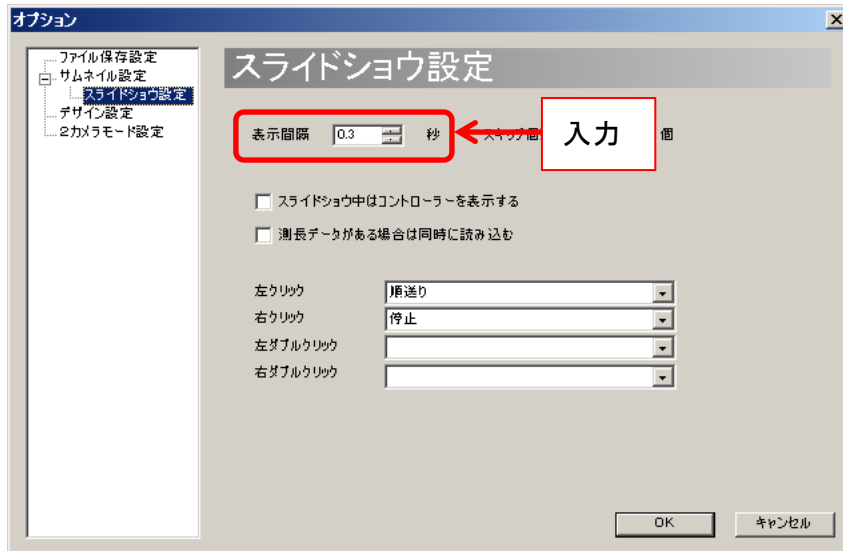 オプション
ファイル保存設定
サムネイル設定
スライドショウ設定
デザイン設定
2カメラモード設定
スライドショウ設定
表示間隔 0.3 秒
入力
個
スライドショウ中はコントローラーを表示する
測長データがある場合は同時に読み込む
左クリック 順送り
右クリック 停止
左ダブルクリック
右ダブルクリック
OK キャンセル